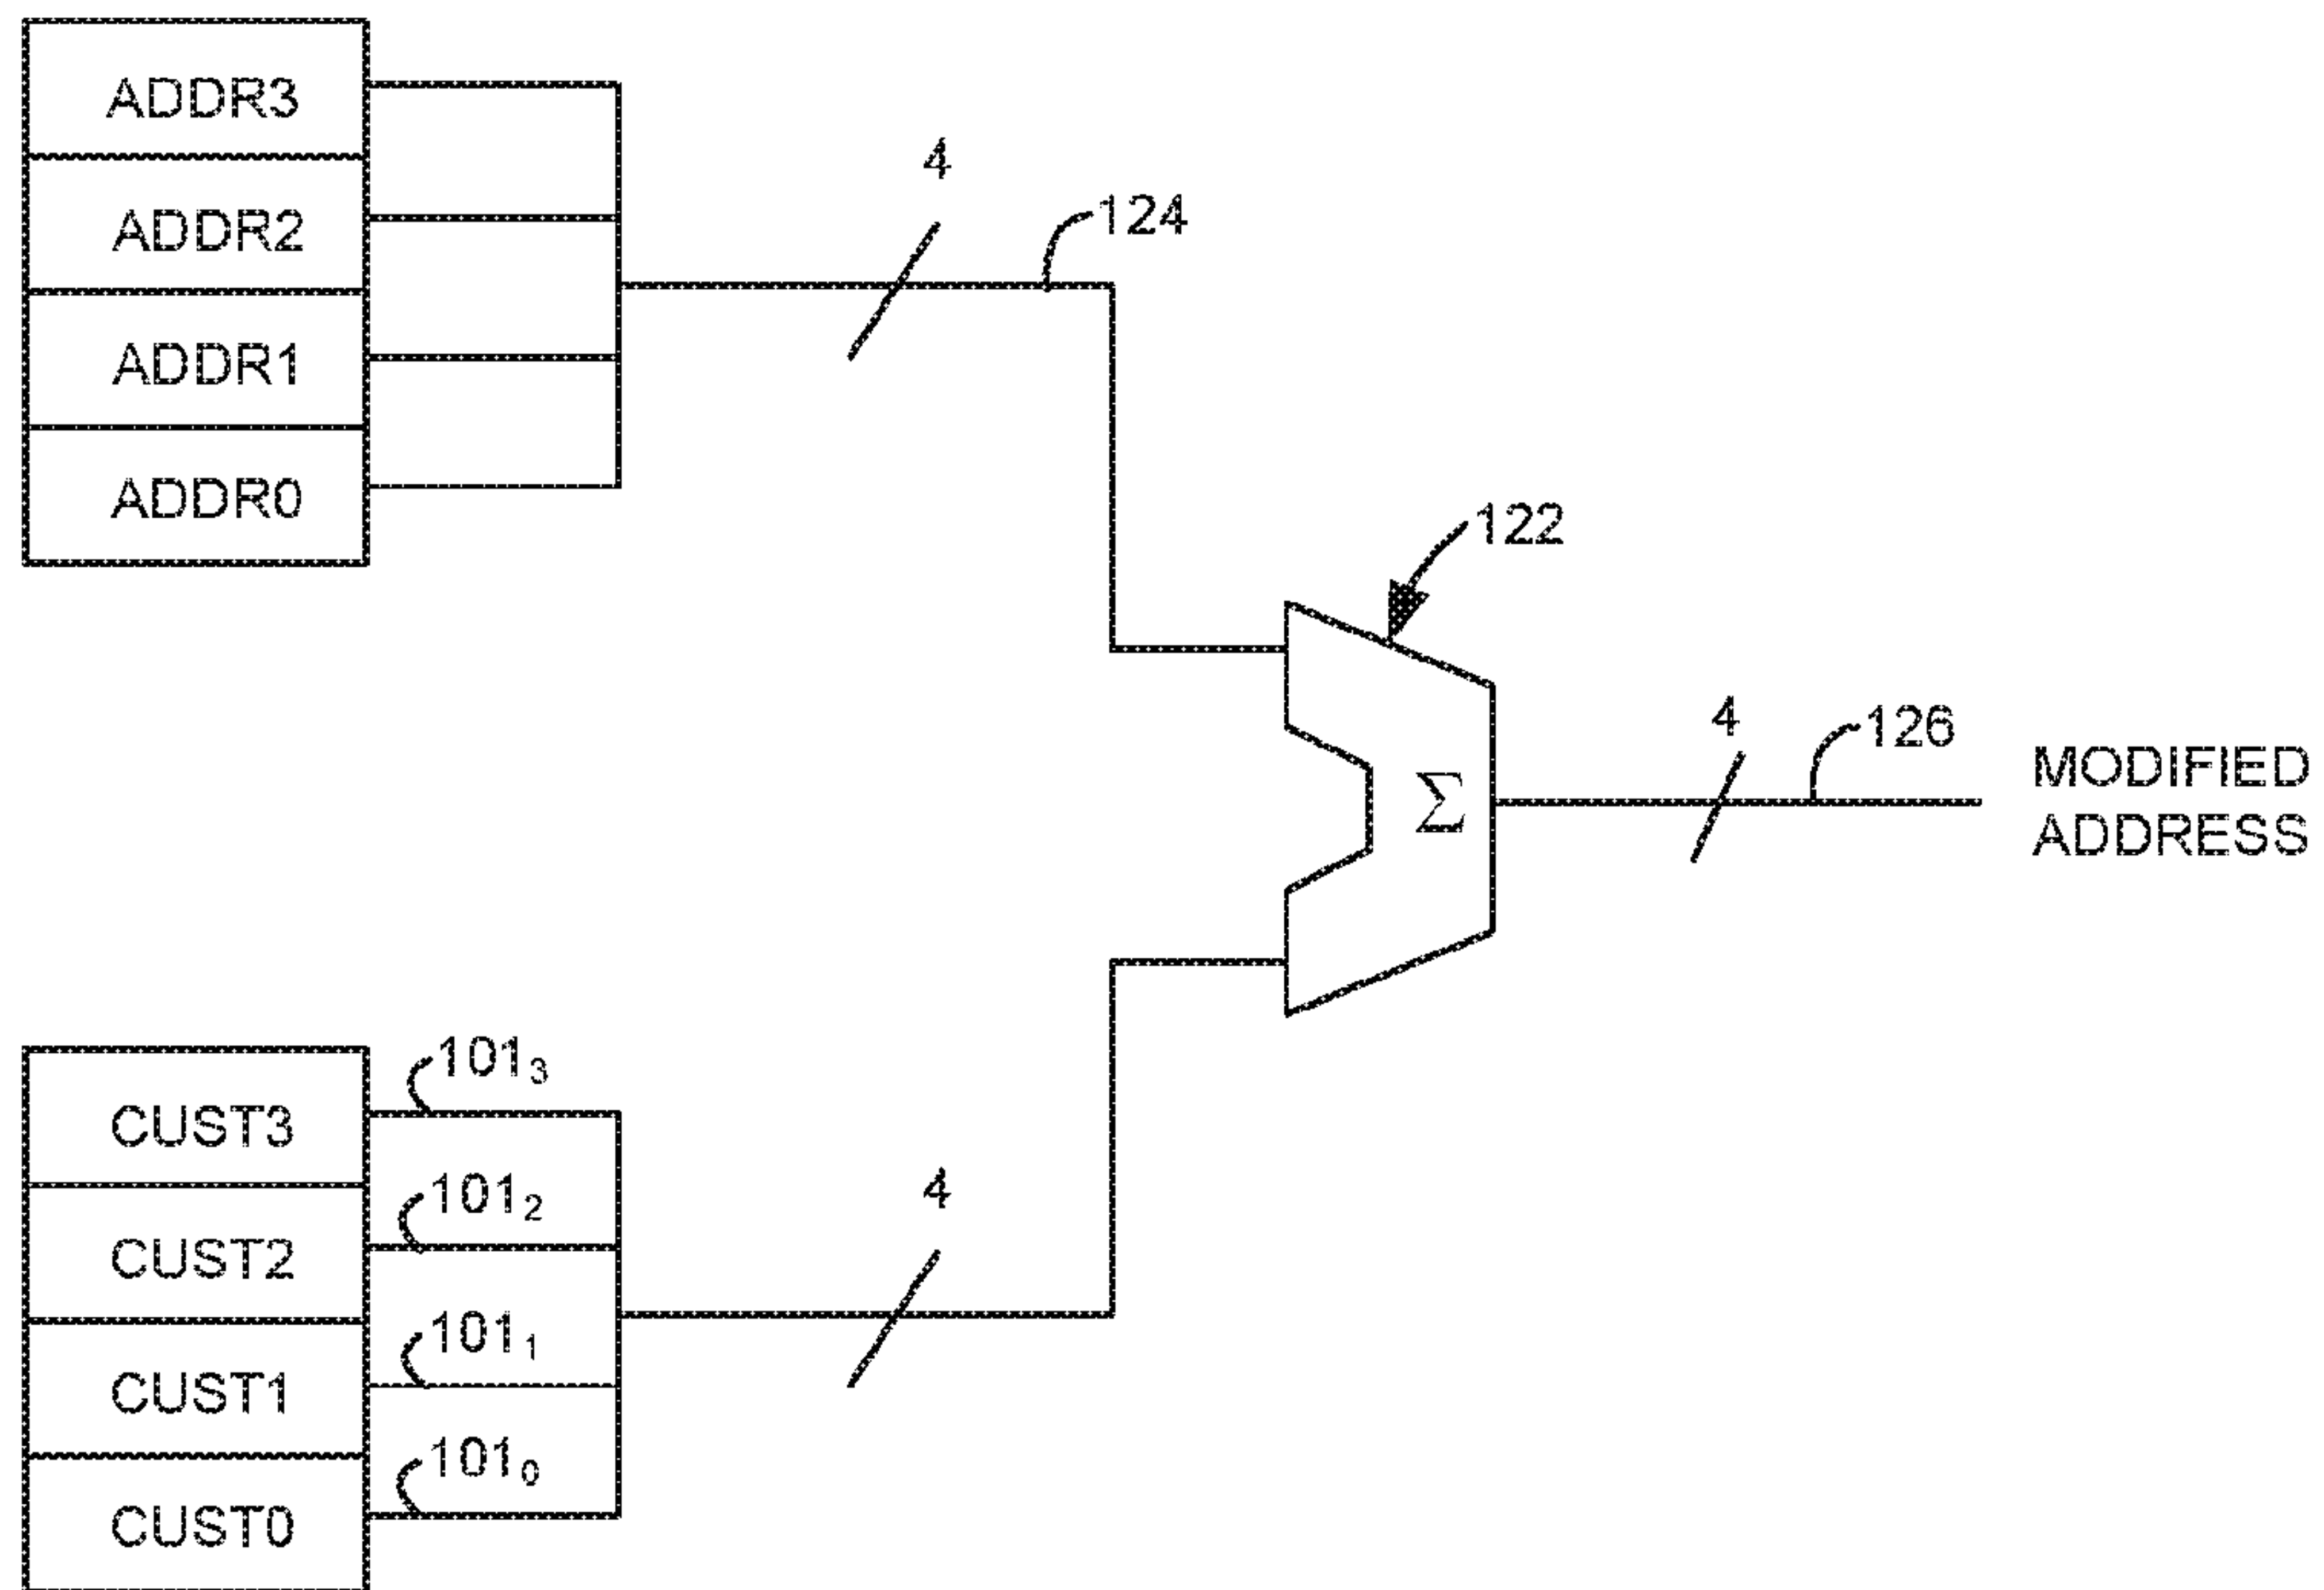 ADDR3
ADDR2
ADDR1
ADDR0
4
124
122
Σ
4
126
MODIFIED
ADDRESS
CUST3
CUST2
CUST1
CUST0
101₃
101₂
101₁
101₀
4